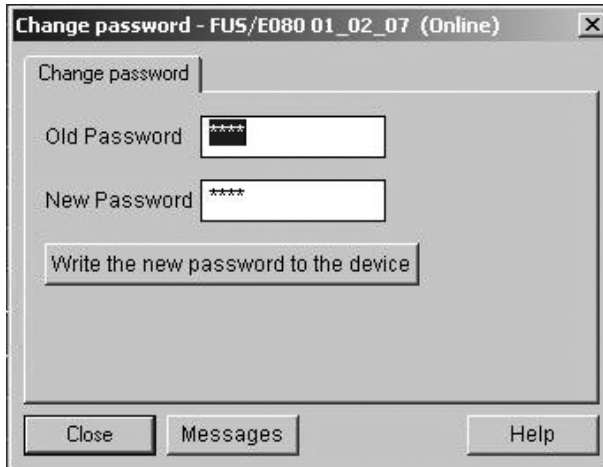 Change password - FUS/E080 01_02_07 (Online)
Change password
Old Password ****
New Password ****
Write the new password to the device
Close Messages Help